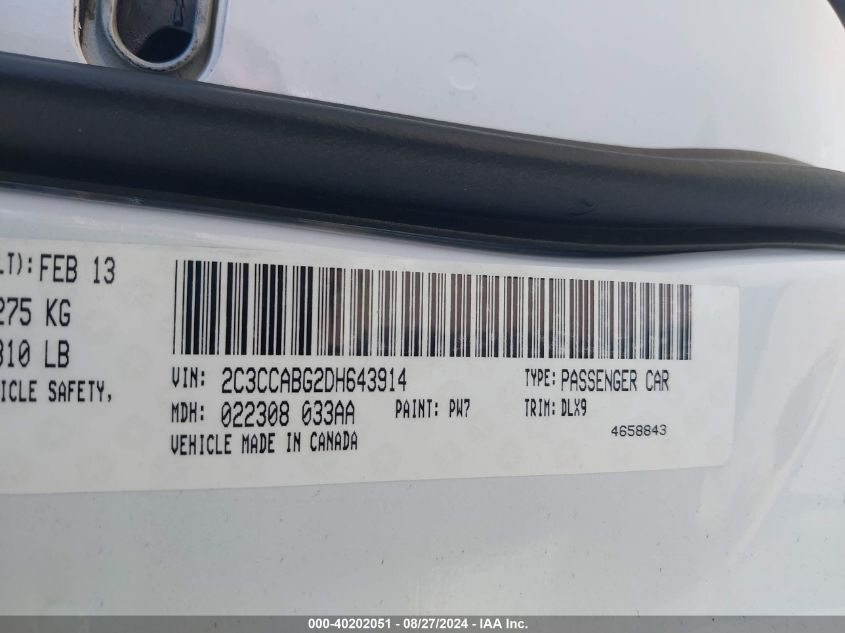 LT): FEB 13
275 KG
310 LB
ICLE SAFETY,
VIN: 2C3CCABG2DH643914 TYPE: PASSENGER CAR
MDH: 022308 033AA PAINT: PW7 TRIM: DLX9
VEHICLE MADE IN CANADA 4658843
000-40202051 - 08/27/2024 - IAA Inc.